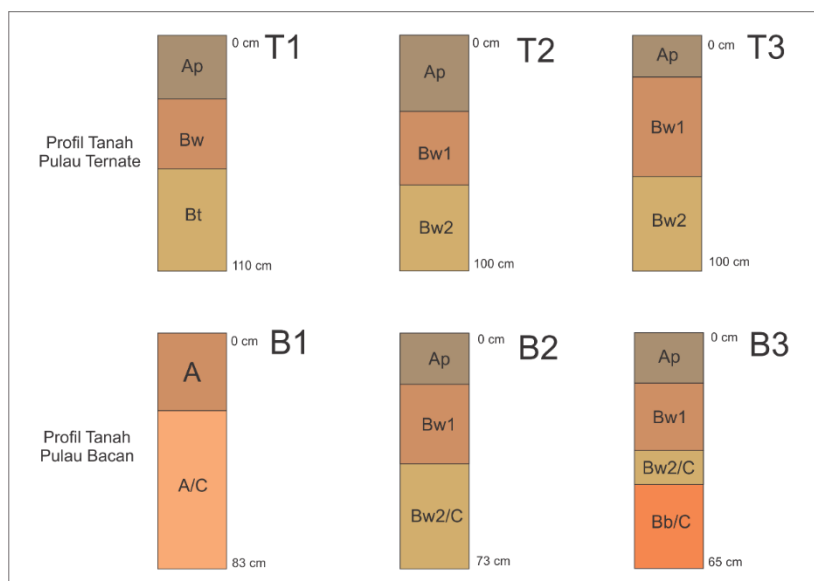 0 cm
T1
Ap
Bw
Bt
110 cm
0 cm
T2
Ap
Bw1
Bw2
100 cm
0 cm
T3
Ap
Bw1
Bw2
100 cm
Profil Tanah
Pulau Ternate
0 cm
B1
A
A/C
83 cm
0 cm
B2
Ap
Bw1
Bw2/C
73 cm
0 cm
B3
Ap
Bw1
Bw2/C
Bb/C
65 cm
Profil Tanah
Pulau Bacan